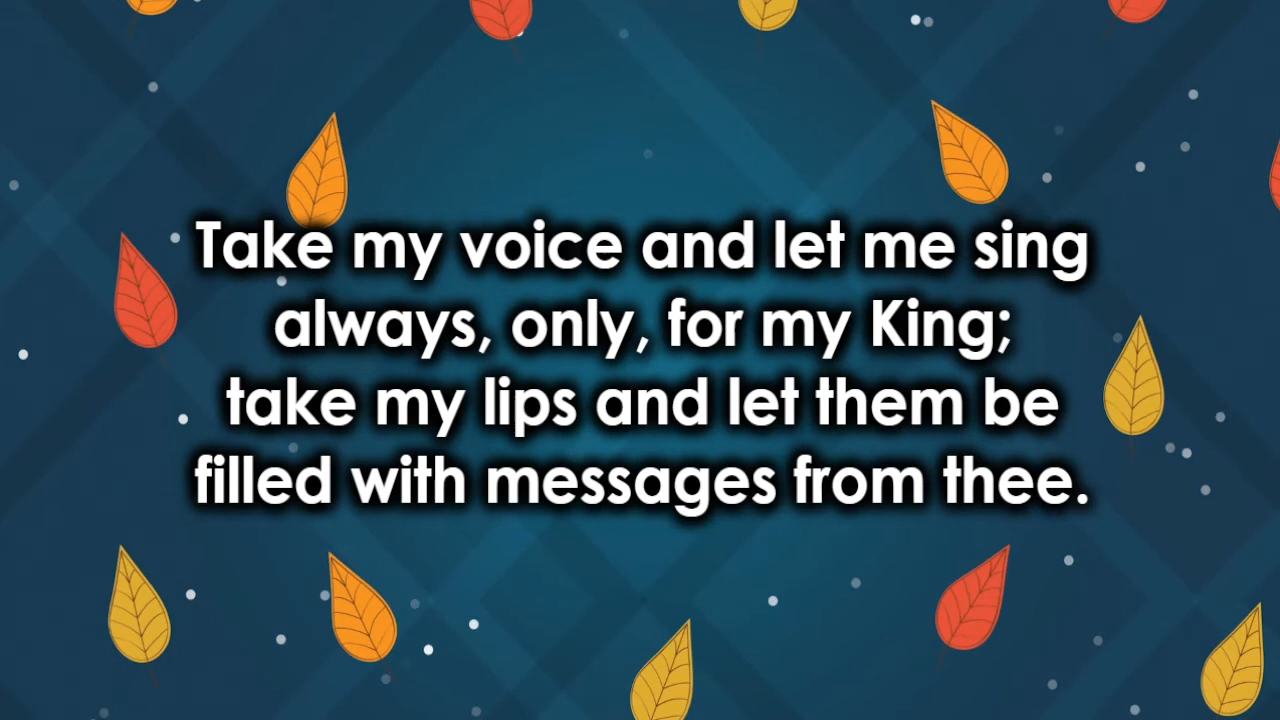 Take my voice and let me sing
always, only, for my King;
take my lips and let them be
filled with messages from thee.